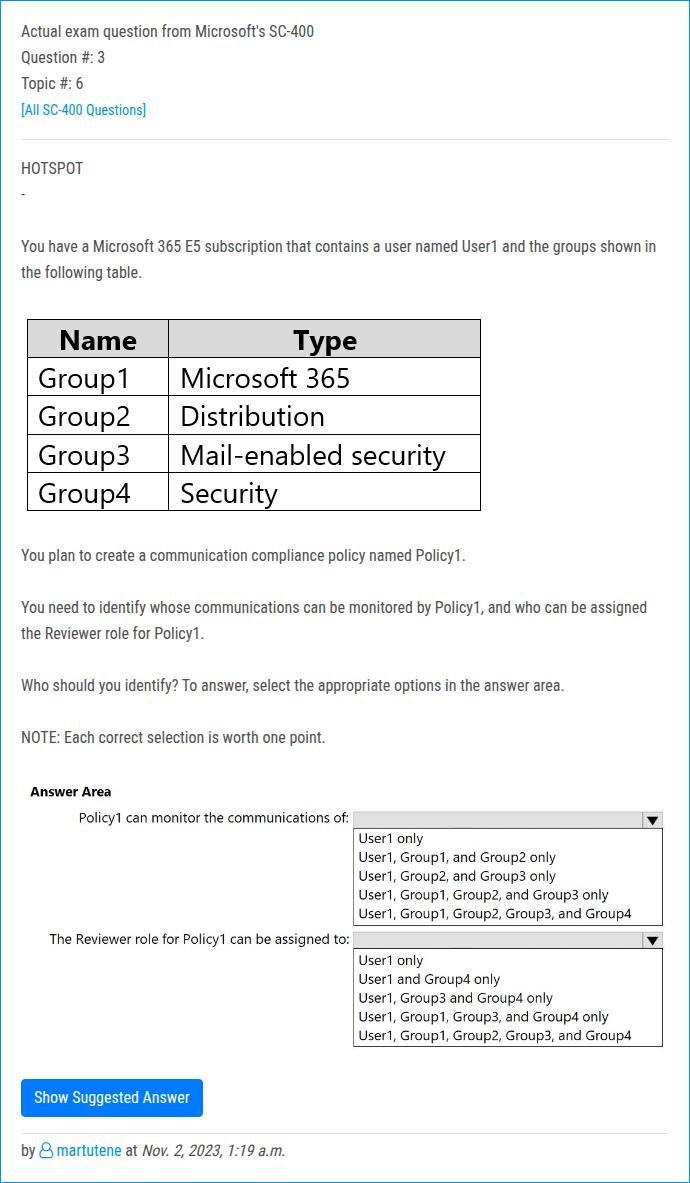 Actual exam question from Microsoft's SC-400
Question #: 3
Topic #: 6
[All SC-400 Questions]
HOTSPOT
-
You have a Microsoft 365 E5 subscription that contains a user named User1 and the groups shown in
the following table.
Name Type
Group1 Microsoft 365
Group2 Distribution
Group3 Mail-enabled security
Group4 Security
You plan to create a communication compliance policy named Policy1.
You need to identify whose communications can be monitored by Policy1, and who can be assigned
the Reviewer role for Policy1.
Who should you identify? To answer, select the appropriate options in the answer area.
NOTE: Each correct selection is worth one point.
Answer Area
Policy1 can monitor the communications of:
User1 only
User1, Group1, and Group2 only
User1, Group2, and Group3 only
User1, Group1, Group2, and Group3 only
User1, Group1, Group2, Group3, and Group4
The Reviewer role for Policy1 can be assigned to:
User1 only
User1 and Group4 only
User1, Group3 and Group4 only
User1, Group1, Group3, and Group4 only
User1, Group1, Group2, Group3, and Group4
Show Suggested Answer
by martutene at Nov. 2, 2023, 1:19 a.m.